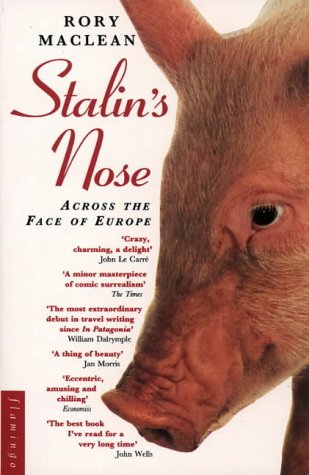 RORY
MACLEAN
Stalin's
Nose
ACROSS THE
FACE OF EUROPE
'Crazy,
charming, a delight'
John Le Carré
'A minor masterpiece
of comic surrealism'
The Times
'The most extraordinary
debut in travel writing
since In Patagonia'
William Dalrymple
'A thing of beauty'
Jan Morris
'Eccentric,
amusing and
chilling'
Economist
'The best book
I've read for a
very long time'
John Wells
flamingo